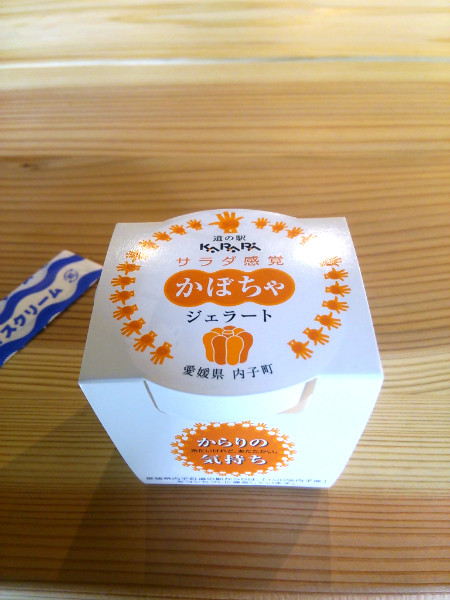 道の駅
KARARI
サラダ感覚
かぼちゃ
ジェラート
愛媛県 内子町
からりの
気持ち
スクリーム